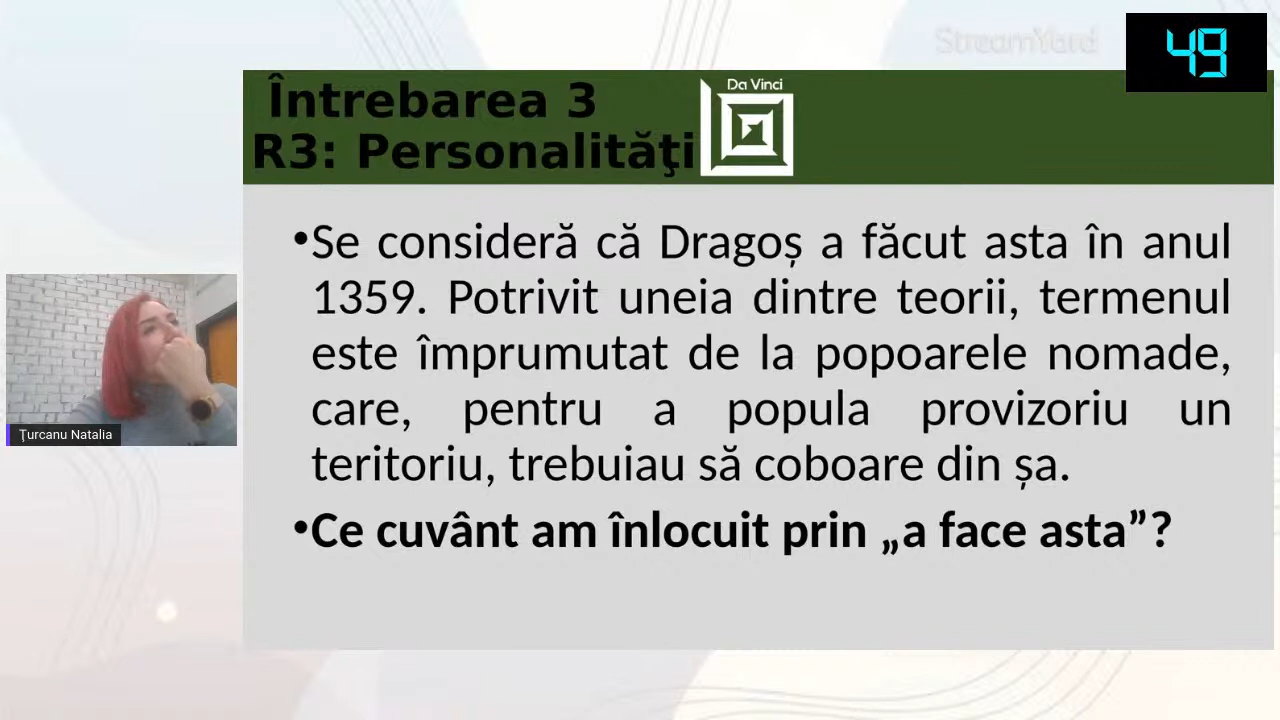 StreamYard
49
Da Vinci
Întrebarea 3
R3: Personalităţi
•Se consideră că Dragoș a făcut asta în anul
1359. Potrivit uneia dintre teorii, termenul
este împrumutat de la popoarele nomade,
care, pentru a popula provizoriu un
teritoriu, trebuiau să coboare din șa.
•Ce cuvânt am înlocuit prin „a face asta”?
Țurcanu Natalia